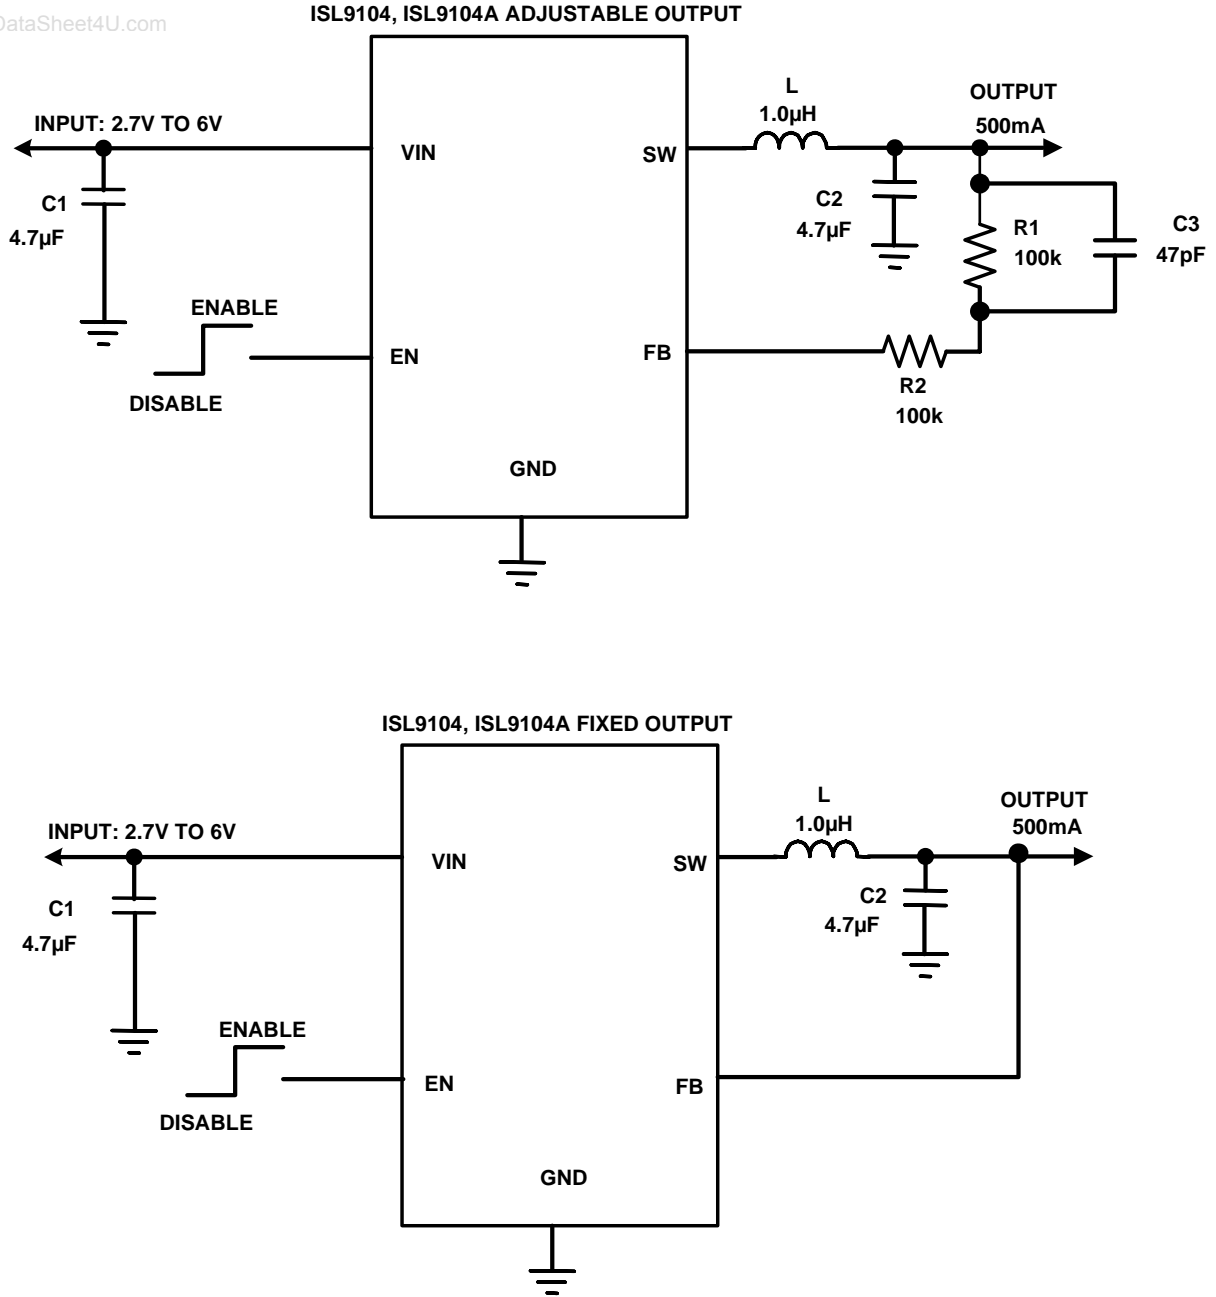 DataSheet4U.com
ISL9104, ISL9104A ADJUSTABLE OUTPUT
INPUT: 2.7V TO 6V
VIN
SW
L
1.0µH
OUTPUT
500mA
C1
4.7µF
C2
4.7µF
R1
100k
C3
47pF
ENABLE
DISABLE
EN
FB
R2
100k
GND
ISL9104, ISL9104A FIXED OUTPUT
INPUT: 2.7V TO 6V
VIN
SW
L
1.0µH
OUTPUT
500mA
C1
4.7µF
C2
4.7µF
ENABLE
DISABLE
EN
FB
GND